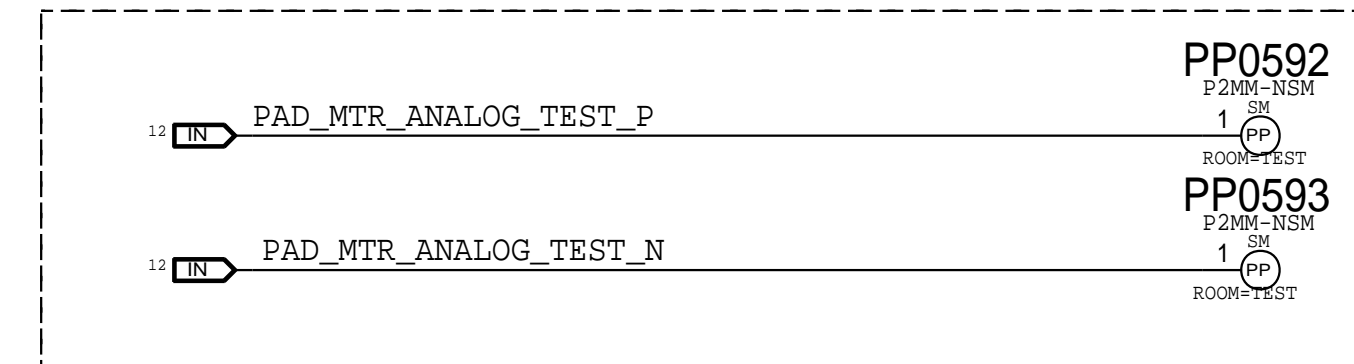 PP0592
P2MM-NSM
SM
12 IN PAD_MTR_ANALOG_TEST_P 1 PP
ROOM=TEST
PP0593
P2MM-NSM
SM
12 IN PAD_MTR_ANALOG_TEST_N 1 PP
ROOM=TEST